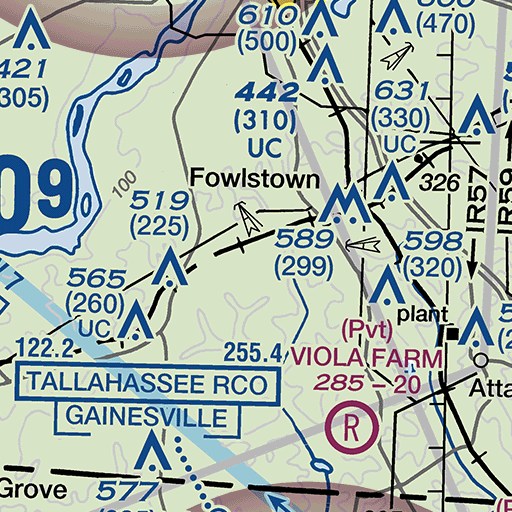 610
(500)
(470)
421
(305)
442
(310)
UC
631
(330)
UC
09
Fowlstown
326
100
519
(225)
IR57
IR59
589
(299)
598
(320)
565
(260)
UC
plant
(Pvt)
122.2
255.4
VIOLA FARM
TALLAHASSEE RCO
285 - 20
Atta
GAINESVILLE
R
Grove
577